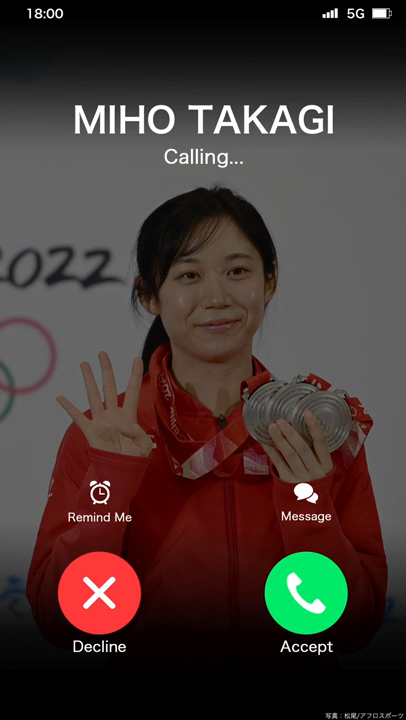 18:00
5G
MIHO TAKAGI
Calling...
2022
Remind Me
Message
Decline
Accept
写真：松尾/アフロスポーツ